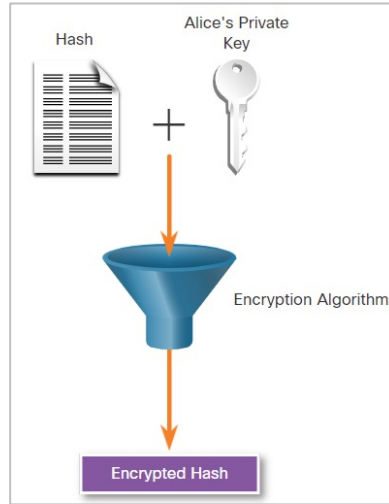 Hash
Alice's Private
Key
Encryption Algorithm
Encrypted Hash